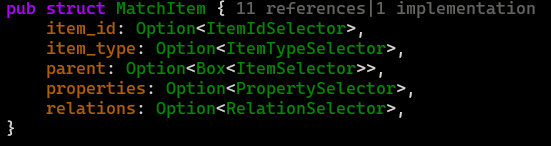 pub struct MatchItem { 11 references|1 implementation
    item_id: Option<ItemIdSelector>,
    item_type: Option<ItemTypeSelector>,
    parent: Option<Box<ItemSelector>>,
    properties: Option<PropertySelector>,
    relations: Option<RelationSelector>,
}